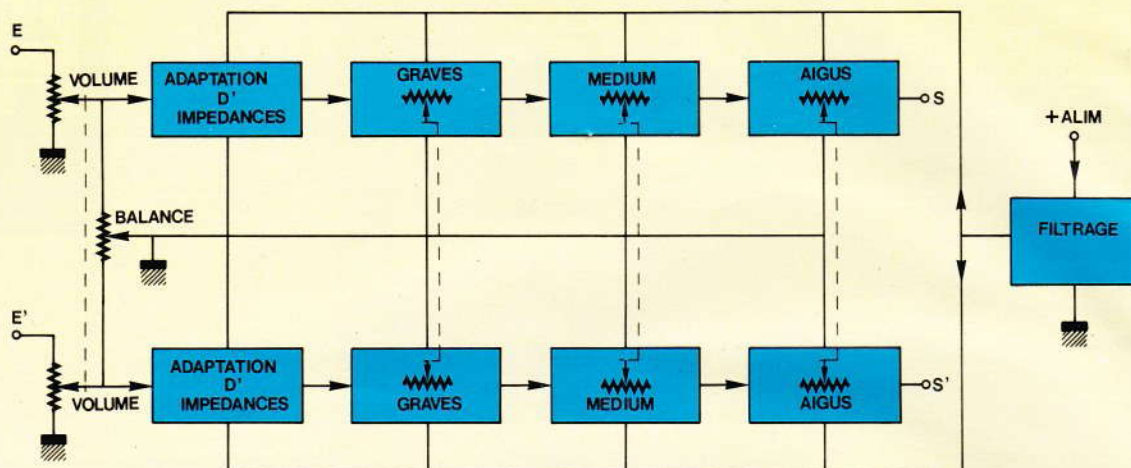 E
VOLUME
ADAPTATION
D'
IMPEDANCES
GRAVES
MEDIUM
AIGUS
S
+ALIM
BALANCE
FILTRAGE
E'
VOLUME
ADAPTATION
D'
IMPEDANCES
GRAVES
MEDIUM
AIGUS
S'